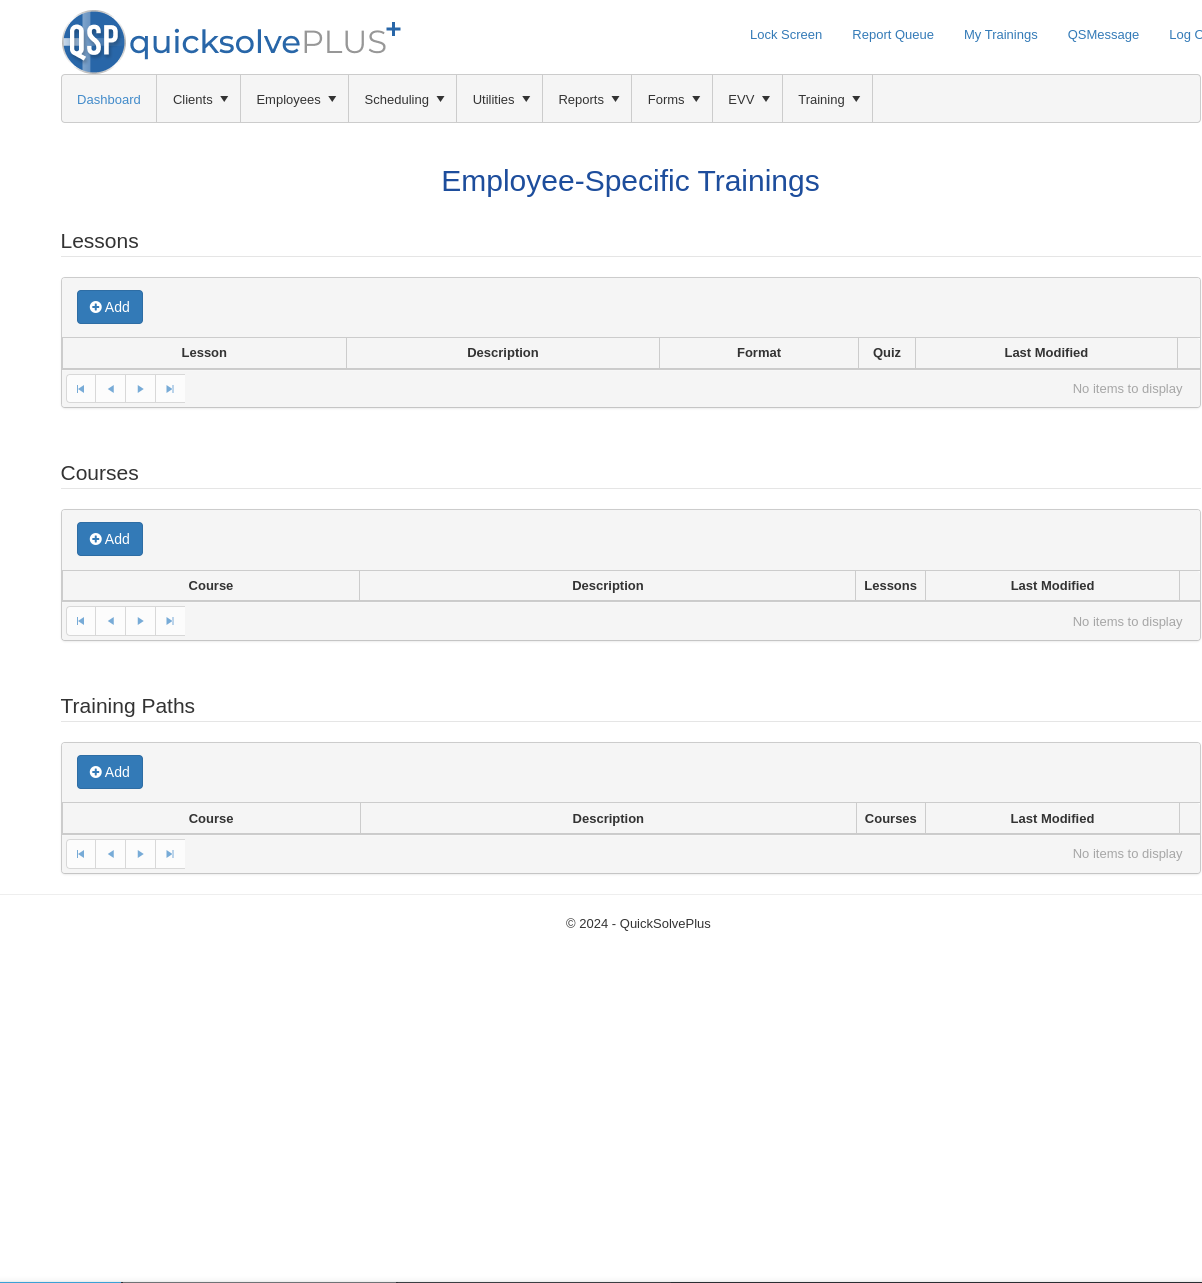 QSP quicksolvePLUS+
Lock Screen Report Queue My Trainings QSMessage Log
Dashboard Clients Employees Scheduling Utilities Reports Forms EVV Training
Employee-Specific Trainings
Lessons
Add
Lesson Description Format Quiz Last Modified
No items to display
Courses
Add
Course Description Lessons Last Modified
No items to display
Training Paths
Add
Course Description Courses Last Modified
No items to display
© 2024 - QuickSolvePlus